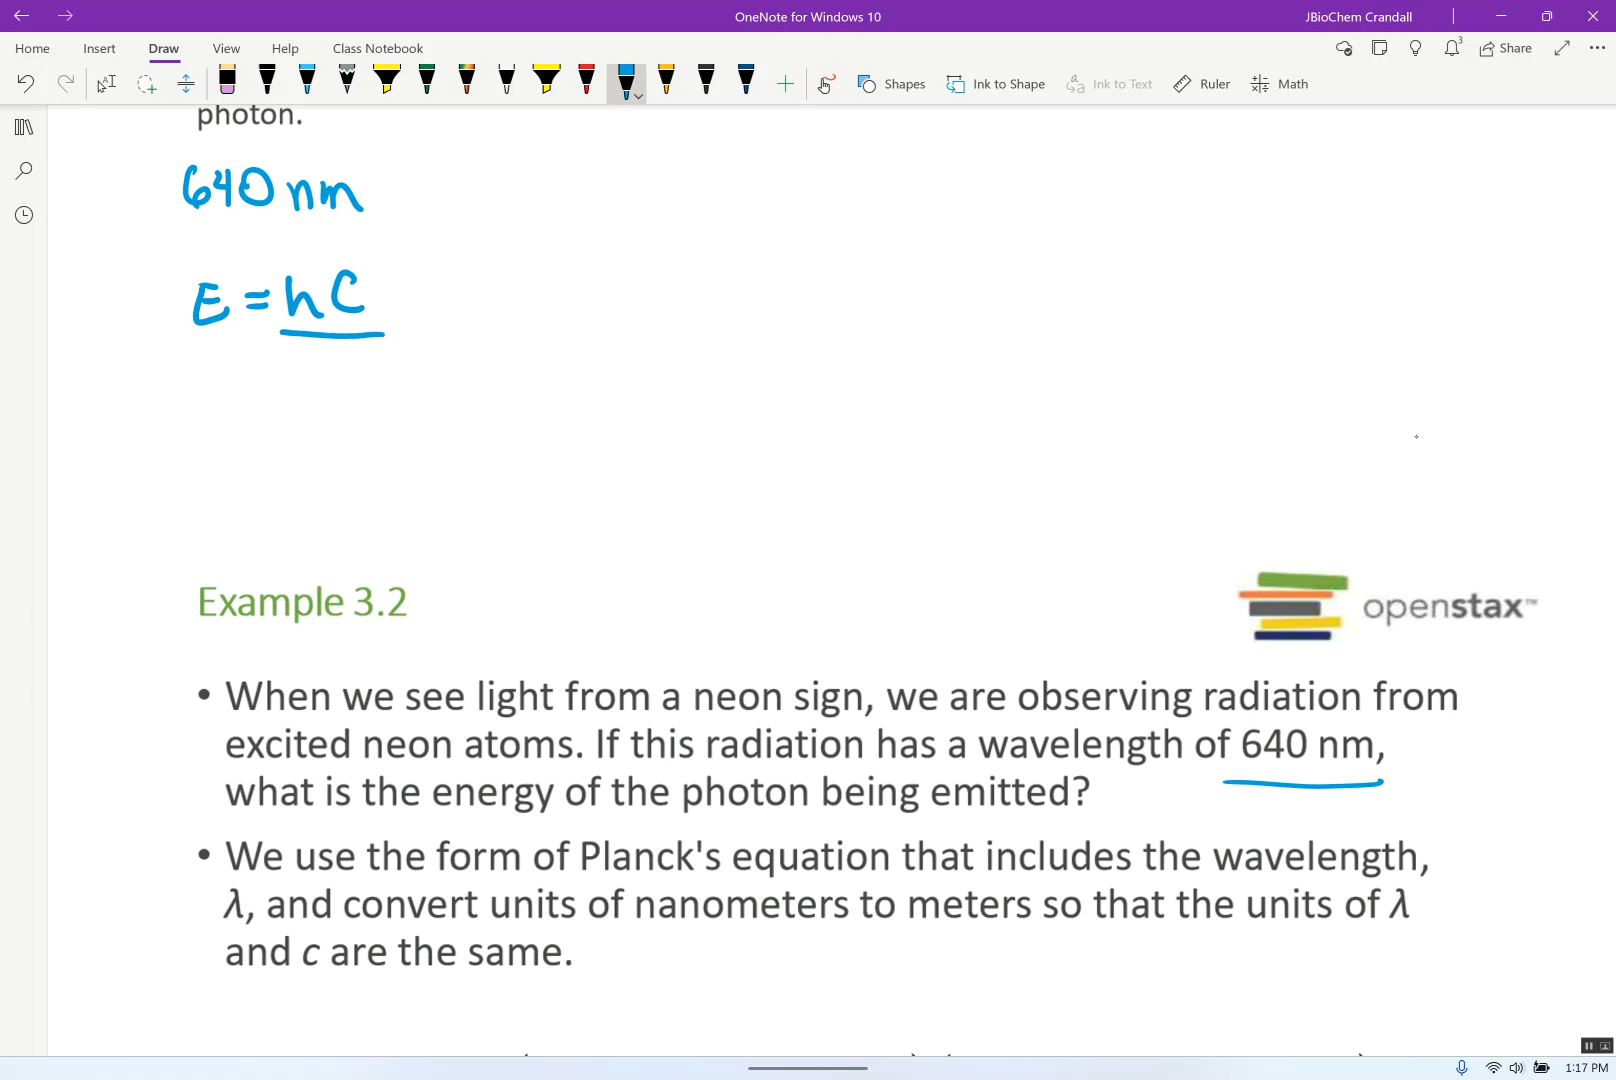 OneNote for Windows 10
JBioChem Crandall
Home Insert Draw View Help Class Notebook
3
Share
Shapes Ink to Shape Ink to Text Ruler Math
photon.
640 nm
E = hC
Example 3.2
openstax™
• When we see light from a neon sign, we are observing radiation from
excited neon atoms. If this radiation has a wavelength of 640 nm,
what is the energy of the photon being emitted?
• We use the form of Planck's equation that includes the wavelength,
λ, and convert units of nanometers to meters so that the units of λ
and c are the same.
1:17 PM